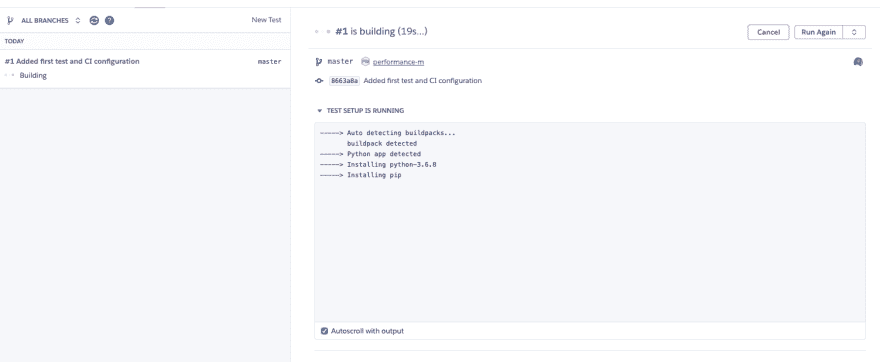 ALL BRANCHES
New Test
TODAY
#1 Added first test and CI configuration master
Building
#1 is building (19s...)
Cancel
Run Again
master performance-m
8663a8a Added first test and CI configuration
TEST SETUP IS RUNNING
-----> Auto detecting buildpacks...
buildpack detected
-----> Python app detected
-----> Installing python-3.6.8
-----> Installing pip
Autoscroll with output